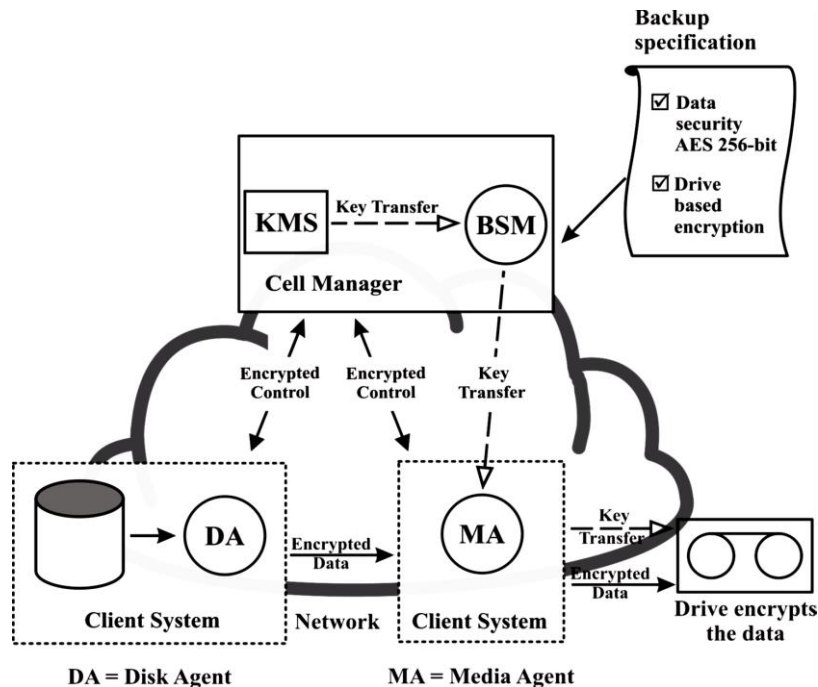 Backup
specification
Data
security
AES 256-bit
Drive
based
encryption
KMS
Key Transfer
BSM
Cell Manager
Encrypted
Control
Encrypted
Control
Key
Transfer
DA
Encrypted
Data
MA
Key
Transfer
Encrypted
Data
Client System
Network
Client System
Drive encrypts
the data
DA = Disk Agent
MA = Media Agent